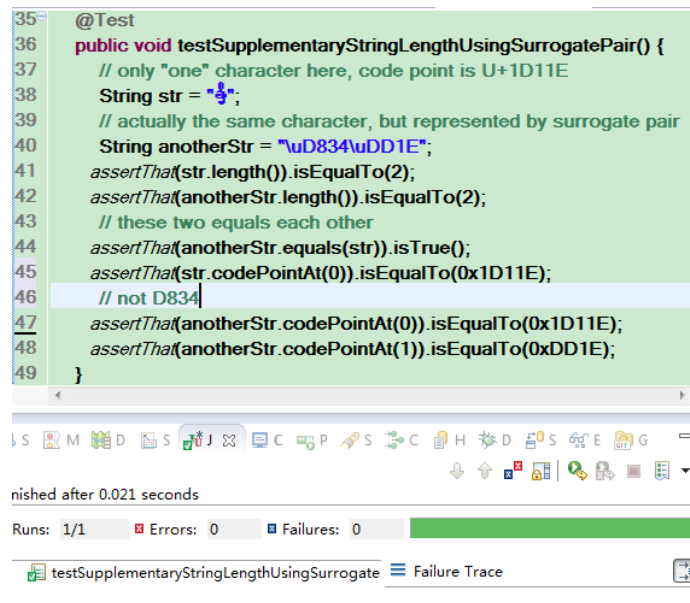 35 @Test
36 public void testSupplementaryStringLengthUsingSurrogatePair() {
37 // only "one" character here, code point is U+1D11E
38 String str = "𝄞";
39 // actually the same character, but represented by surrogate pair
40 String anotherStr = "\uD834\uDD1E";
41 assertThat(str.length()).isEqualTo(2);
42 assertThat(anotherStr.length()).isEqualTo(2);
43 // these two equals each other
44 assertThat(anotherStr.equals(str)).isTrue();
45 assertThat(str.codePointAt(0)).isEqualTo(0x1D11E);
46 // not D834
47 assertThat(anotherStr.codePointAt(0)).isEqualTo(0x1D11E);
48 assertThat(anotherStr.codePointAt(1)).isEqualTo(0xDD1E);
49 }
S M D S J C P S C H D S E G
nished after 0.021 seconds
Runs: 1/1 Errors: 0 Failures: 0
testSupplementaryStringLengthUsingSurrogate Failure Trace